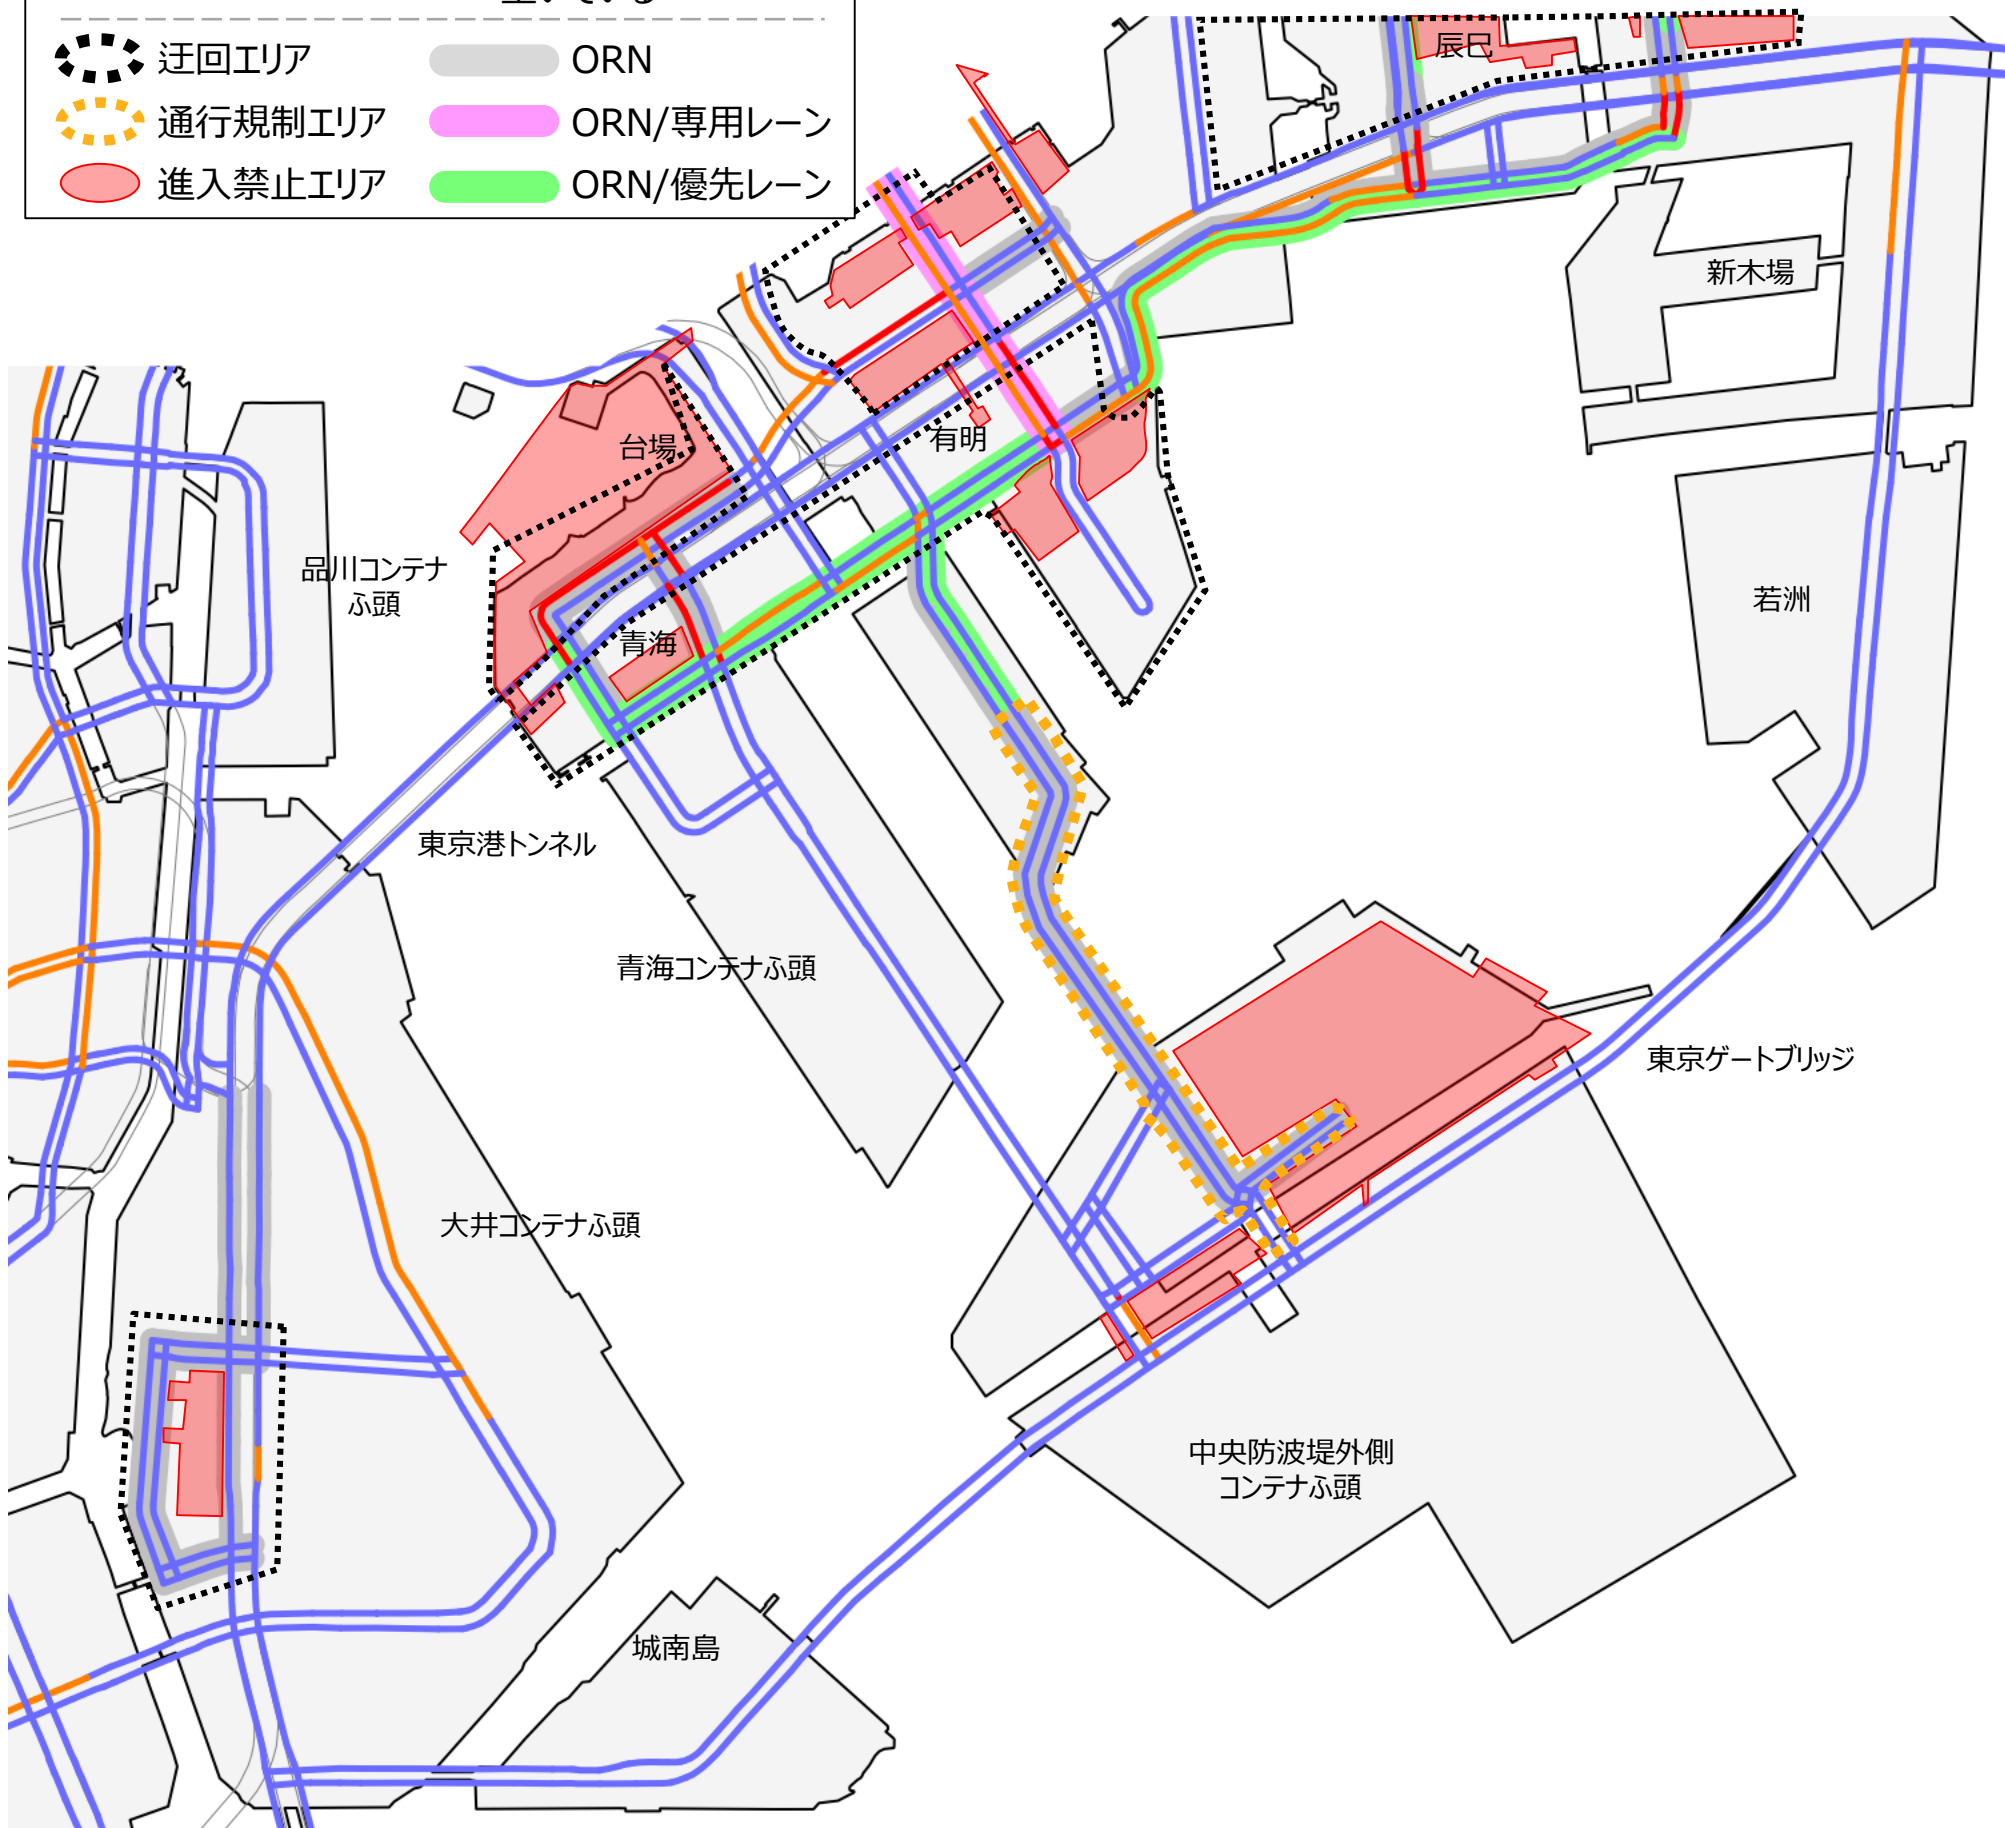 空いている
迂回エリア
ORN
通行規制エリア
ORN/専用レーン
進入禁止エリア
ORN/優先レーン
辰巳
新木場
有明
台場
品川コンテナ
ふ頭
若洲
青海
東京港トンネル
青海コンテナふ頭
東京ゲートブリッジ
大井コンテナふ頭
中央防波堤外側
コンテナふ頭
城南島